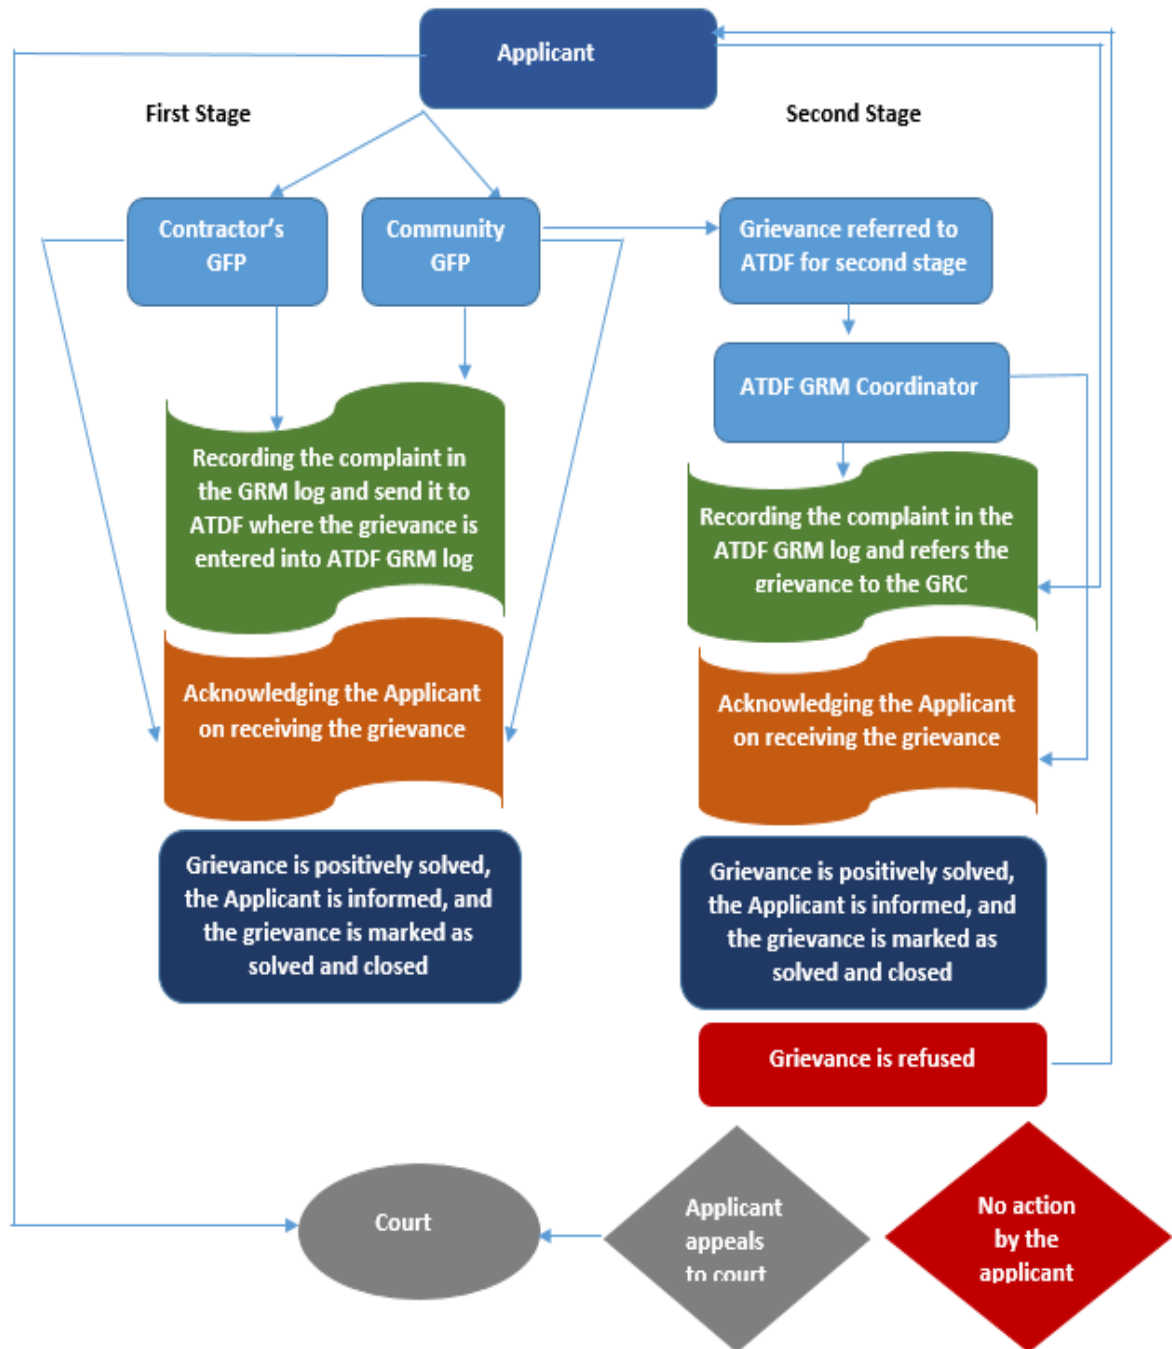 Applicant
First Stage
Second Stage
Contractor's
GFP
Community
GFP
Grievance referred to
ATDF for second stage
ATDF GRM Coordinator
Recording the complaint in
the GRM log and send it to
ATDF where the grievance is
entered into ATDF GRM log
Recording the complaint in the
ATDF GRM log and refers the
grievance to the GRC
Acknowledging the Applicant
on receiving the grievance
Acknowledging the Applicant
on receiving the grievance
Grievance is positively solved,
the Applicant is informed, and
the grievance is marked as
solved and closed
Grievance is positively solved,
the Applicant is informed, and
the grievance is marked as
solved and closed
Grievance is refused
Court
Applicant
appeals
to court
No action
by the
applicant